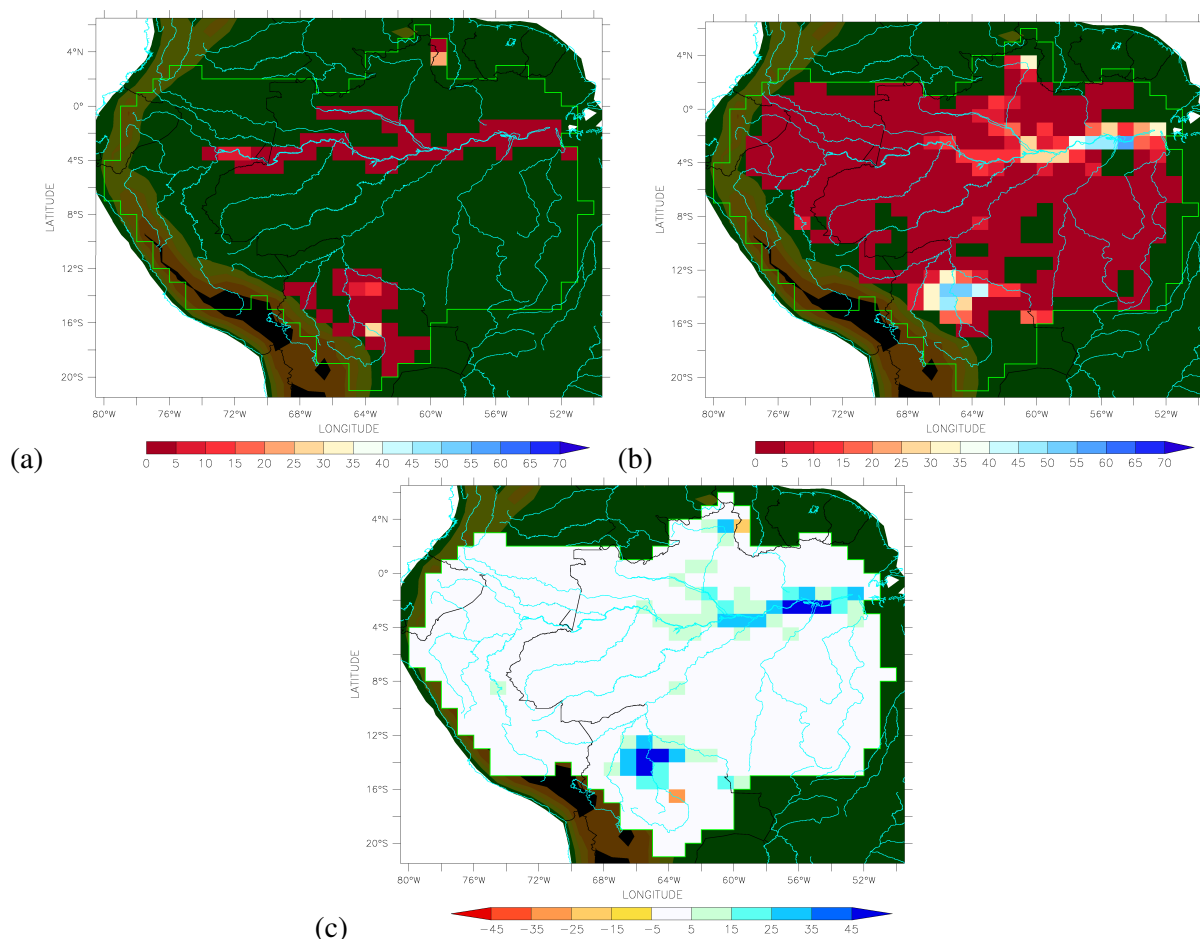 4°N
0°
4°S
8°S
12°S
16°S
20°S
LATITUDE
80°W 76°W 72°W 68°W 64°W 60°W 56°W 52°W
LONGITUDE
0 5 10 15 20 25 30 35 40 45 50 55 60 65 70
(a)
4°N
0°
4°S
8°S
12°S
16°S
20°S
LATITUDE
80°W 76°W 72°W 68°W 64°W 60°W 56°W 52°W
LONGITUDE
0 5 10 15 20 25 30 35 40 45 50 55 60 65 70
(b)
4°N
0°
4°S
8°S
12°S
16°S
20°S
LATITUDE
80°W 76°W 72°W 68°W 64°W 60°W 56°W 52°W
LONGITUDE
-45 -35 -25 -15 -5 5 15 25 35 45
(c)